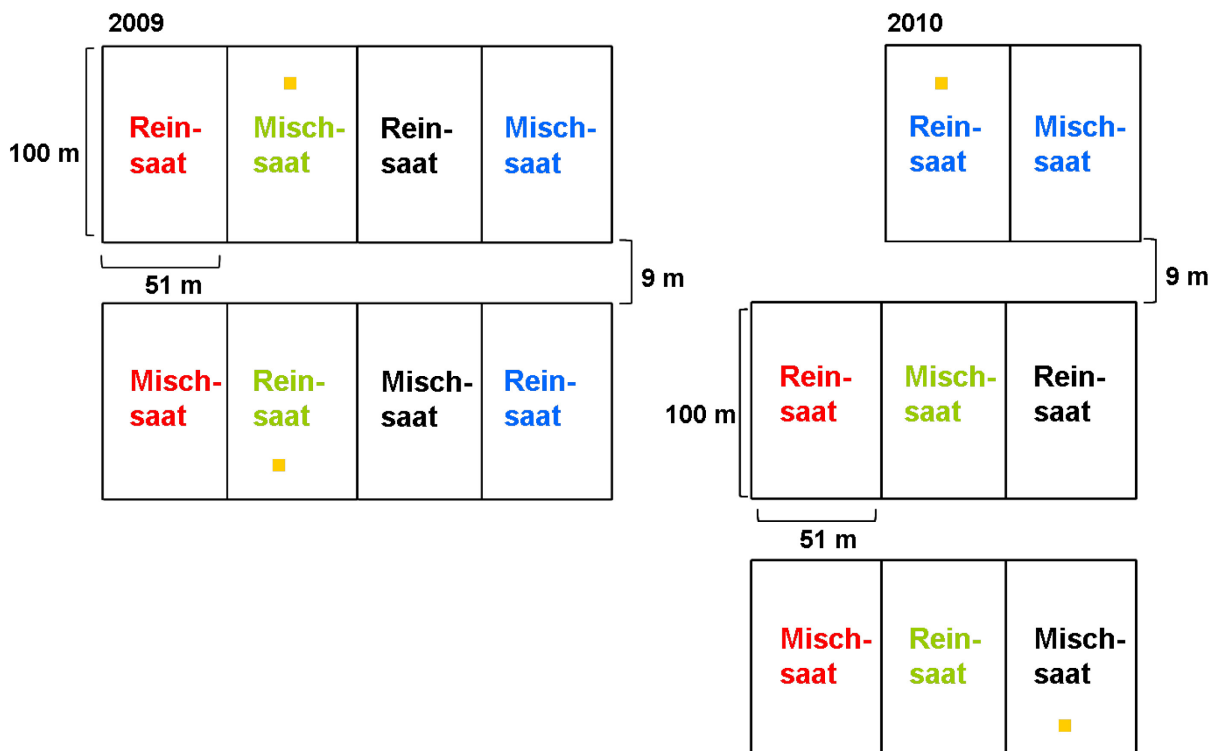 2009
Rein-
saat
Misch-
saat
Rein-
saat
Misch-
saat
100 m
51 m
9 m
Misch-
saat
Rein-
saat
Misch-
saat
Rein-
saat
2010
Rein-
saat
Misch-
saat
9 m
Rein-
saat
Misch-
saat
Rein-
saat
100 m
51 m
Misch-
saat
Rein-
saat
Misch-
saat